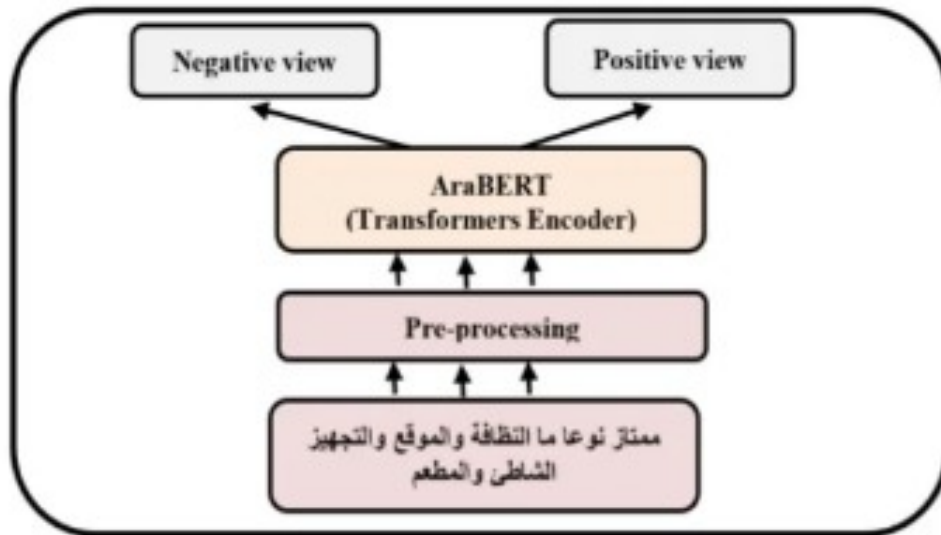 Negative view
Positive view
AraBERT
(Transformers Encoder)
Pre-processing
ممتاز نوعا ما النظافة والموقع والتجهيز
الشاطئ والمطعم